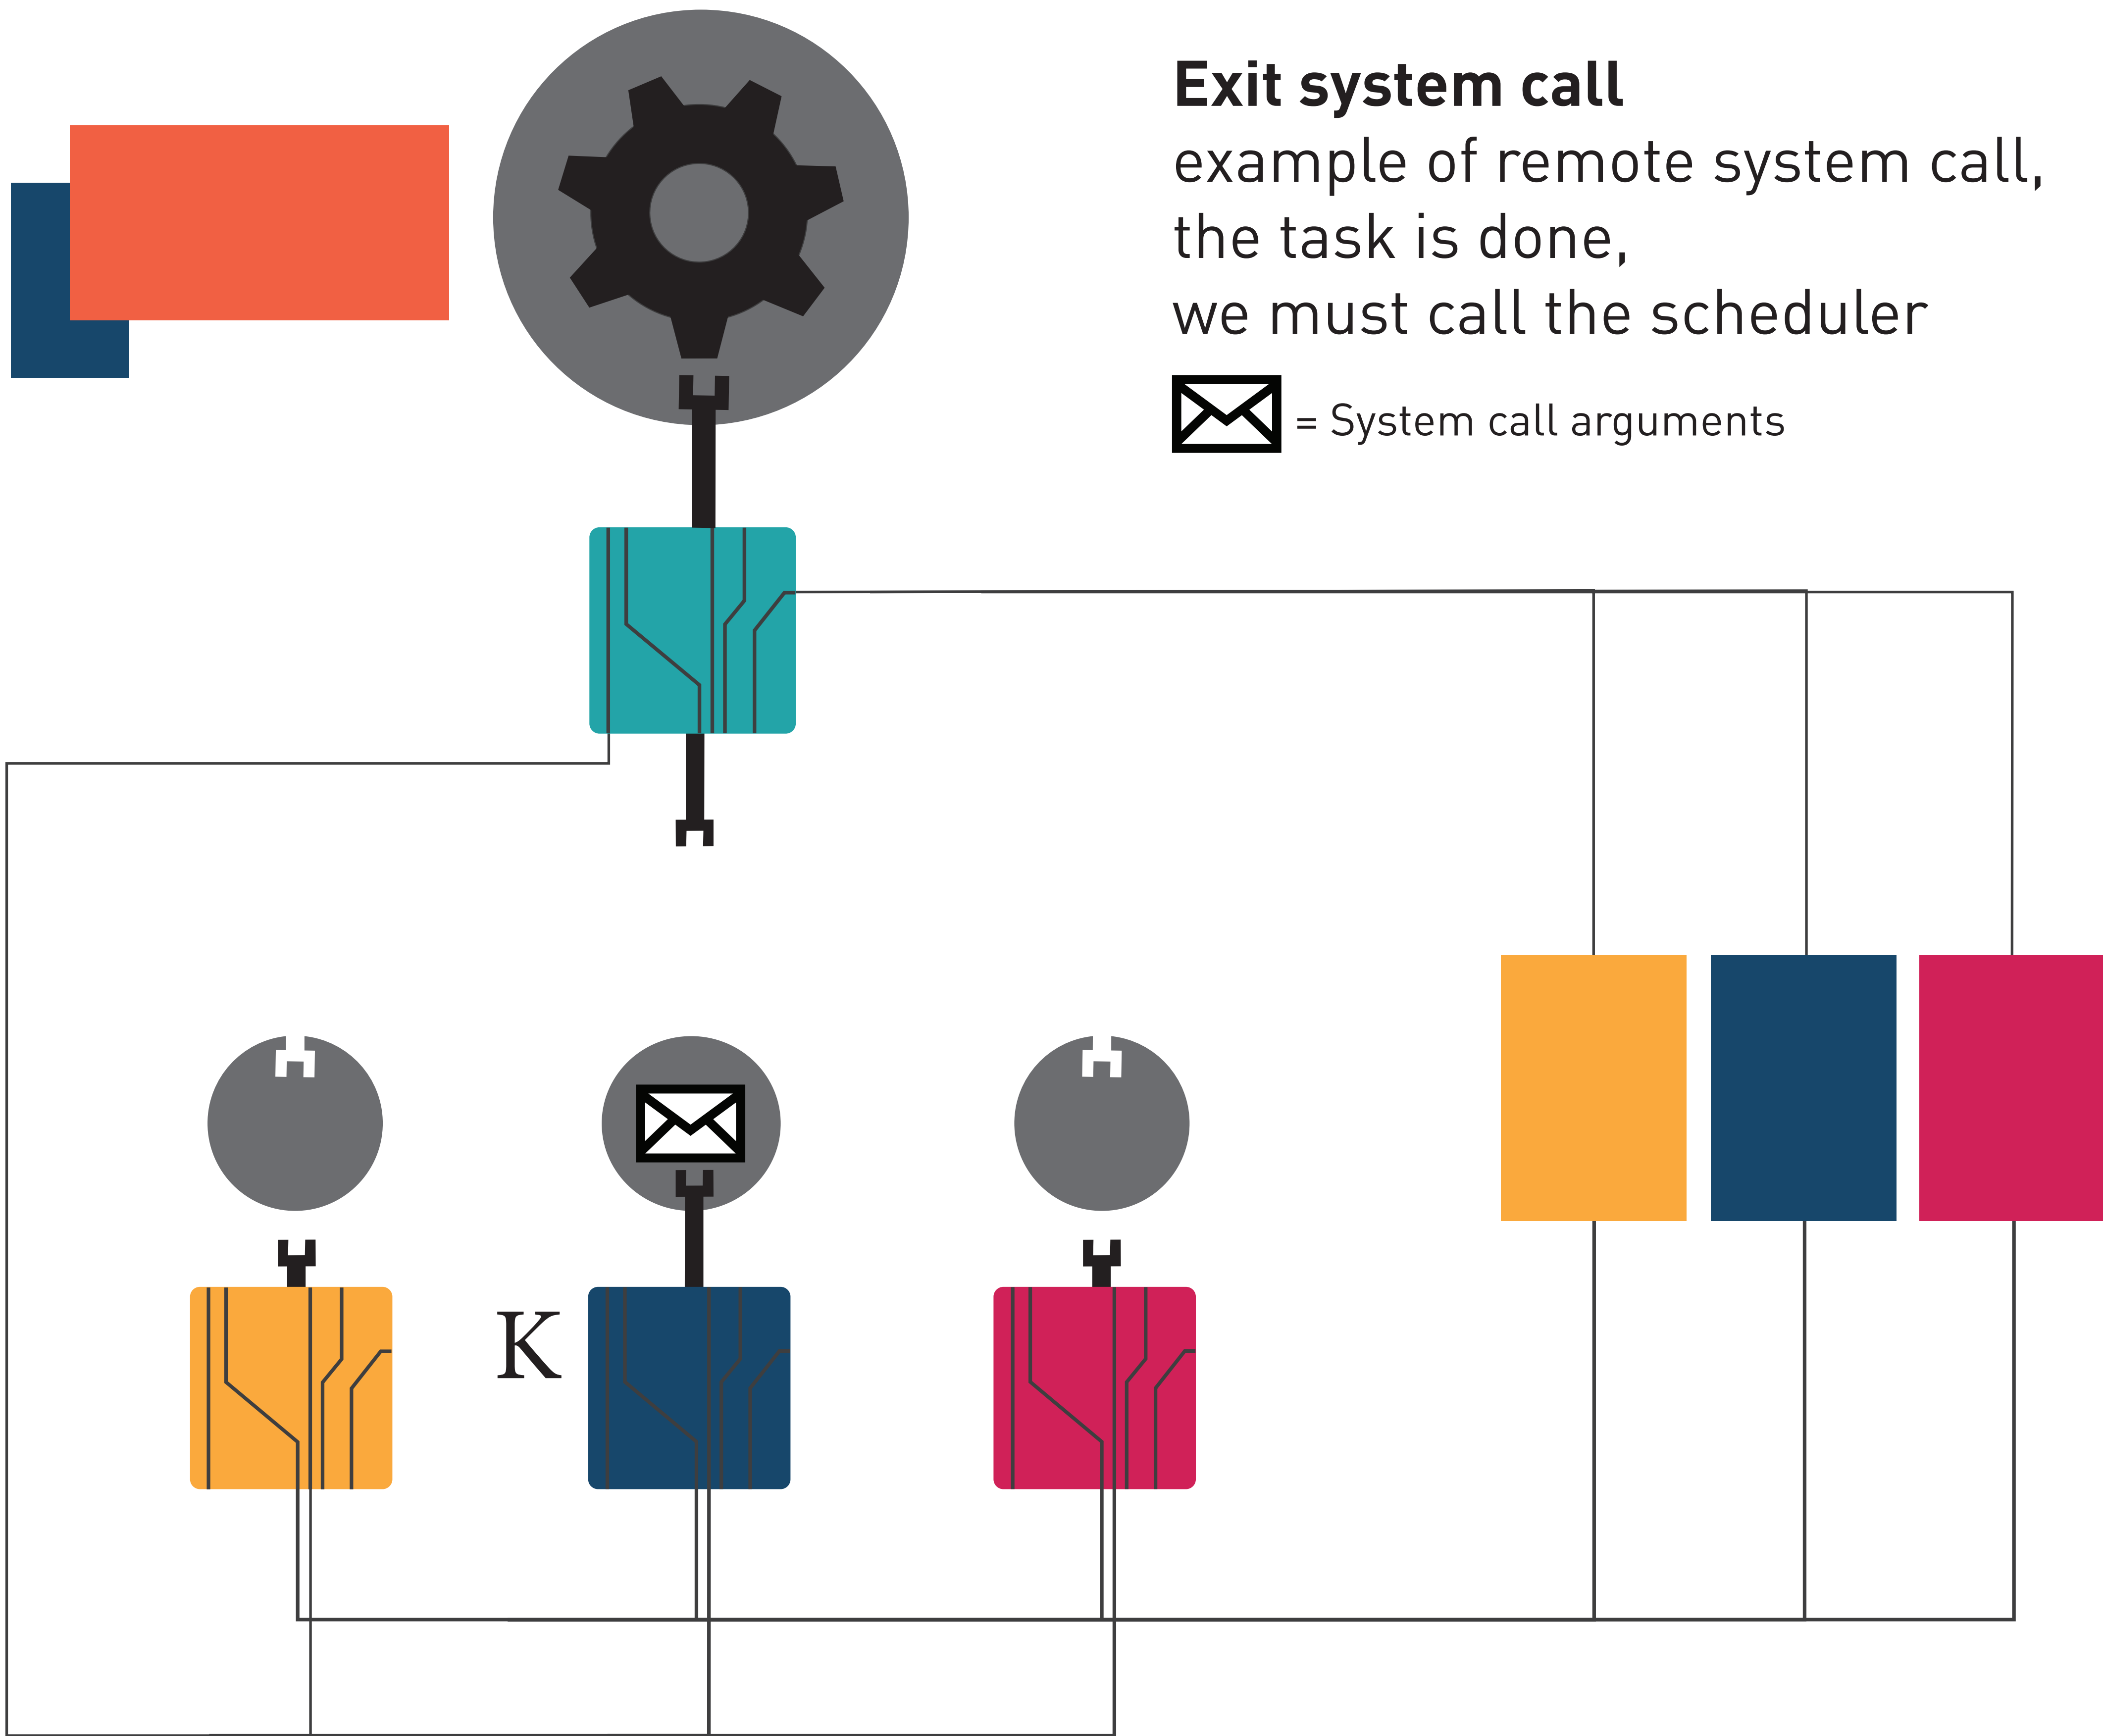 Exit system call
example of remote system call,
the task is done,
we must call the scheduler
= System call arguments
K